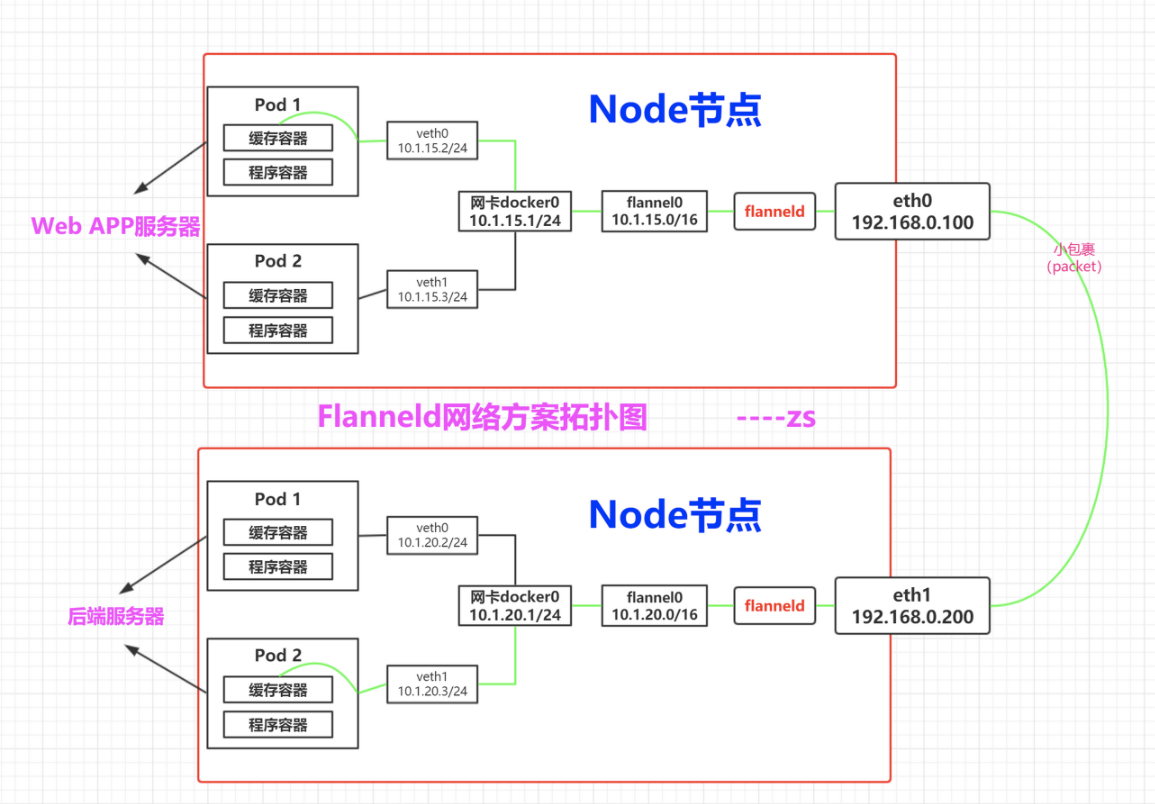 Node节点
Pod 1
缓存容器
程序容器
veth0
10.1.15.2/24
网卡docker0
10.1.15.1/24
flannel0
10.1.15.0/16
flanneld
eth0
192.168.0.100
Web APP服务器
小包裹
(packet)
Pod 2
缓存容器
程序容器
veth1
10.1.15.3/24
Flanneld网络方案拓扑图 ----zs
Node节点
Pod 1
缓存容器
程序容器
veth0
10.1.20.2/24
网卡docker0
10.1.20.1/24
flannel0
10.1.20.0/16
flanneld
eth1
192.168.0.200
后端服务器
Pod 2
缓存容器
程序容器
veth1
10.1.20.3/24